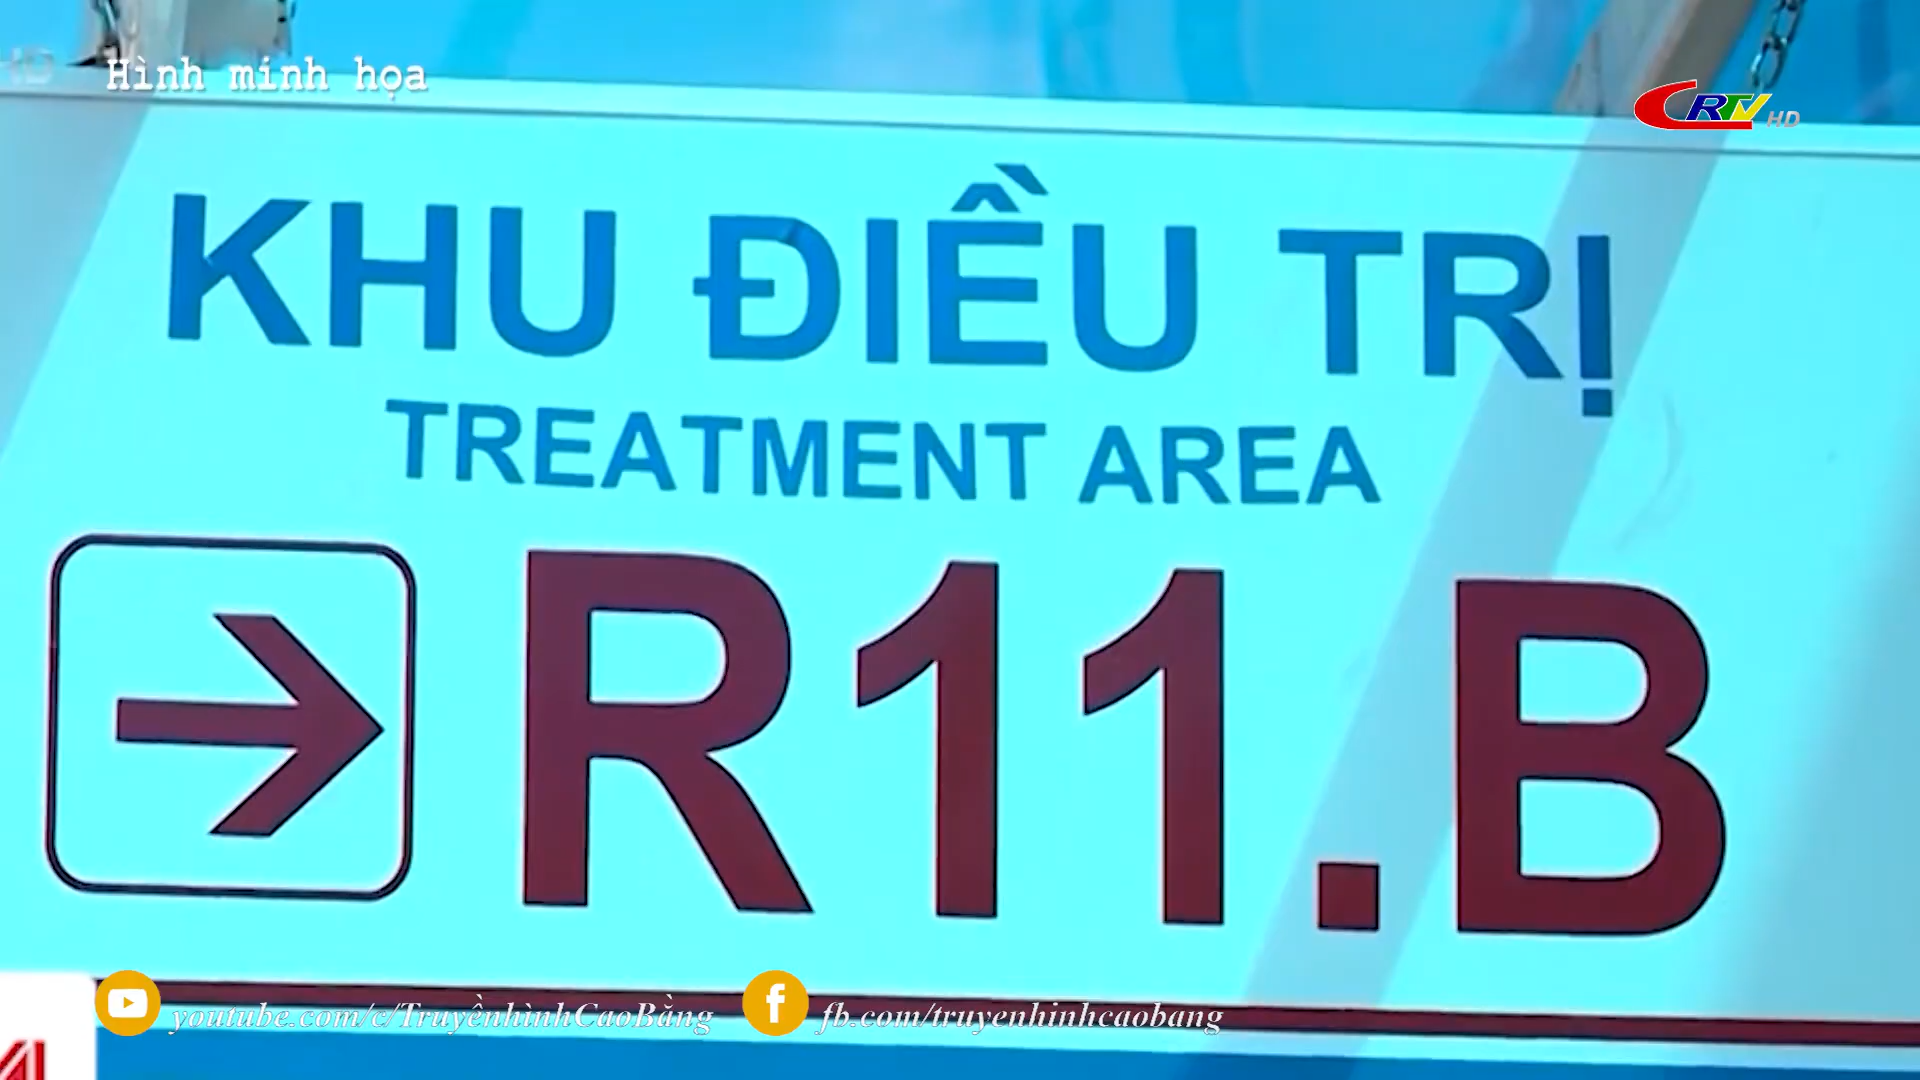 Hình minh họa
CRTV HD
KHU ĐIỀU TRỊ
TREATMENT AREA
R11.B
youtube.com/c/TruyềnhìnhCaoBằng
fb.com/truyenhinhcaobang